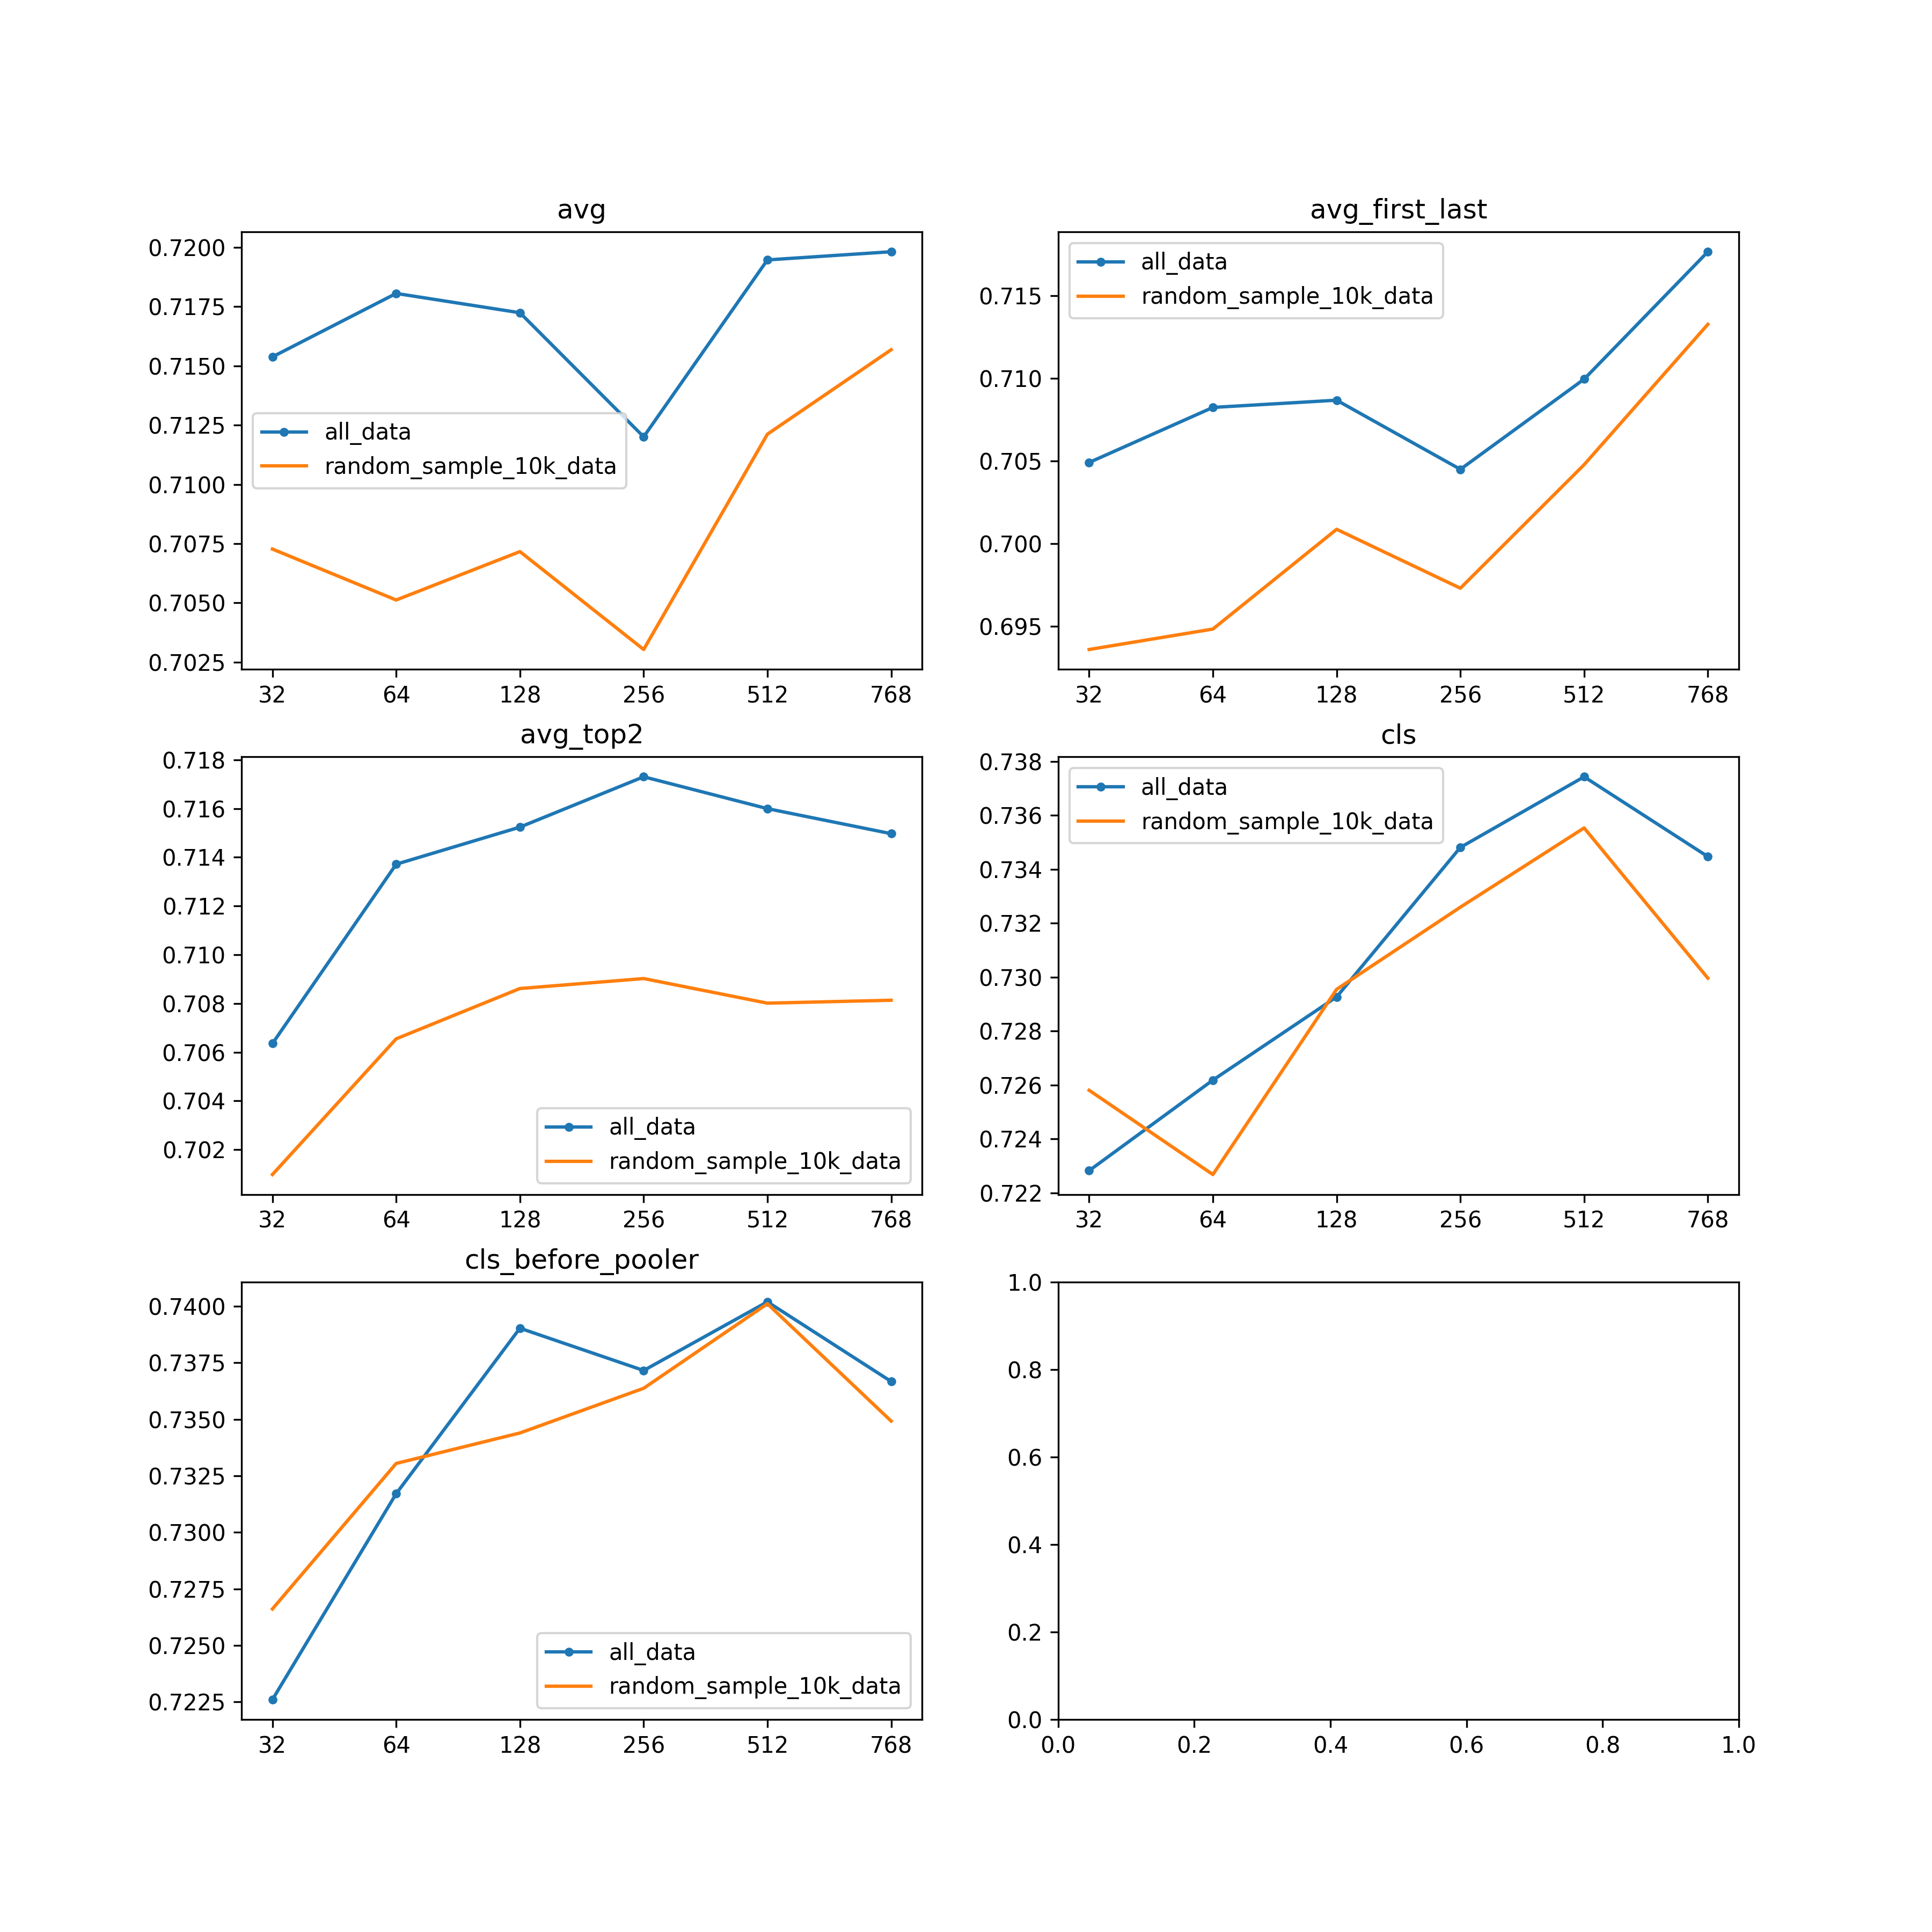 avg
0.7200
0.7175
0.7150
0.7125
0.7100
0.7075
0.7050
0.7025
all_data
random_sample_10k_data
32 64 128 256 512 768
avg_first_last
0.715
0.710
0.705
0.700
0.695
all_data
random_sample_10k_data
32 64 128 256 512 768
avg_top2
0.718
0.716
0.714
0.712
0.710
0.708
0.706
0.704
0.702
all_data
random_sample_10k_data
32 64 128 256 512 768
cls
0.738
0.736
0.734
0.732
0.730
0.728
0.726
0.724
0.722
all_data
random_sample_10k_data
32 64 128 256 512 768
cls_before_pooler
0.7400
0.7375
0.7350
0.7325
0.7300
0.7275
0.7250
0.7225
all_data
random_sample_10k_data
32 64 128 256 512 768
1.0
0.8
0.6
0.4
0.2
0.0
0.0 0.2 0.4 0.6 0.8 1.0